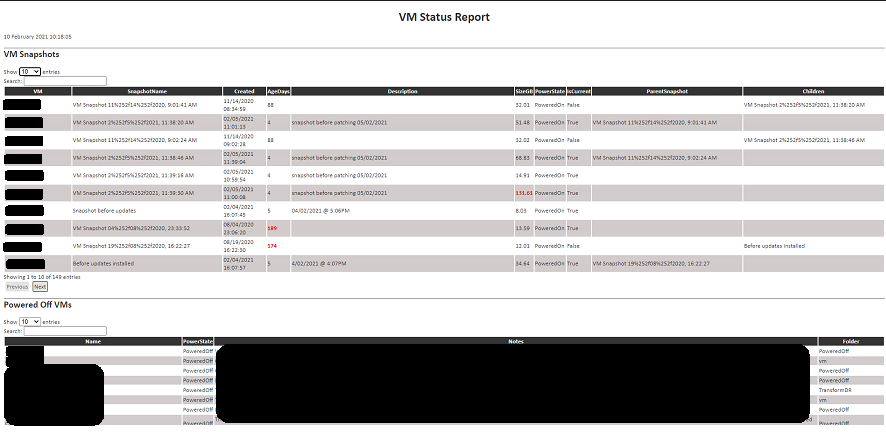 VM Status Report
10 February 2021 10:18:05
VM Snapshots
Show 10 entries
Search:
VM SnapshotName Created AgeDays Description SizeGB PowerState IsCurrent ParentSnapshot Children
VM Snapshot 11%252f14%252f2020, 9:01:41 AM 11/14/2020 08:34:59 88 32.01 PoweredOn False VM Snapshot 2%252f5%252f2021, 11:38:20 AM
VM Snapshot 2%252f5%252f2021, 11:38:20 AM 02/05/2021 11:01:13 4 snapshot before patching 05/02/2021 51.48 PoweredOn True VM Snapshot 11%252f14%252f2020, 9:01:41 AM
VM Snapshot 11%252f14%252f2020, 9:02:24 AM 11/14/2020 09:02:28 88 32.02 PoweredOn False VM Snapshot 2%252f5%252f2021, 11:38:46 AM
VM Snapshot 2%252f5%252f2021, 11:38:46 AM 02/05/2021 11:39:04 4 snapshot before patching 05/02/2021 68.83 PoweredOn True VM Snapshot 11%252f14%252f2020, 9:02:24 AM
VM Snapshot 2%252f5%252f2021, 11:39:16 AM 02/05/2021 10:59:54 4 snapshot before patching 05/02/2021 14.91 PoweredOn True
VM Snapshot 2%252f5%252f2021, 11:39:30 AM 02/05/2021 11:00:08 4 snapshot before patching 05/02/2021 131.61 PoweredOn True
Snapshot before updates 02/04/2021 16:07:45 5 04/02/2021 @ 5:06PM 8.03 PoweredOn True
VM Snapshot 04%252f08%252f2020, 23:33:52 08/04/2020 23:06:20 189 13.59 PoweredOn True
VM Snapshot 19%252f08%252f2020, 16:22:27 08/19/2020 16:22:30 174 12.01 PoweredOn False Before updates installed
Before updates installed 02/04/2021 16:07:57 5 4/02/2021 @ 4:07PM 34.64 PoweredOn True VM Snapshot 19%252f08%252f2020, 16:22:27
Showing 1 to 10 of 149 entries
Previous Next
Powered Off VMs
Show 10 entries
Search:
Name PowerState Notes Folder
PoweredOff PoweredOff
PoweredOff vm
PoweredOff PoweredOff
PoweredOff PoweredOff
PoweredOff TransformDR
PoweredOff vm
PoweredOff PoweredOff
PoweredOff PoweredOff